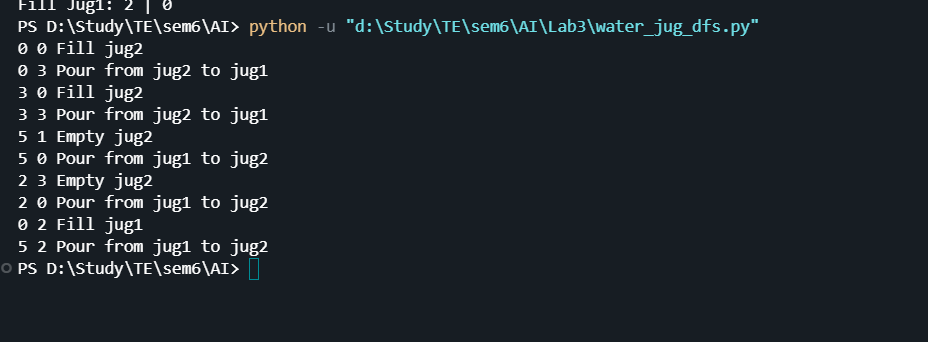 Fill Jug1: 2 | 0
PS D:\Study\TE\sem6\AI> python -u "d:\Study\TE\sem6\AI\Lab3\water_jug_dfs.py"
0 0 Fill jug2
0 3 Pour from jug2 to jug1
3 0 Fill jug2
3 3 Pour from jug2 to jug1
5 1 Empty jug2
5 0 Pour from jug1 to jug2
2 3 Empty jug2
2 0 Pour from jug1 to jug2
0 2 Fill jug1
5 2 Pour from jug1 to jug2
PS D:\Study\TE\sem6\AI>